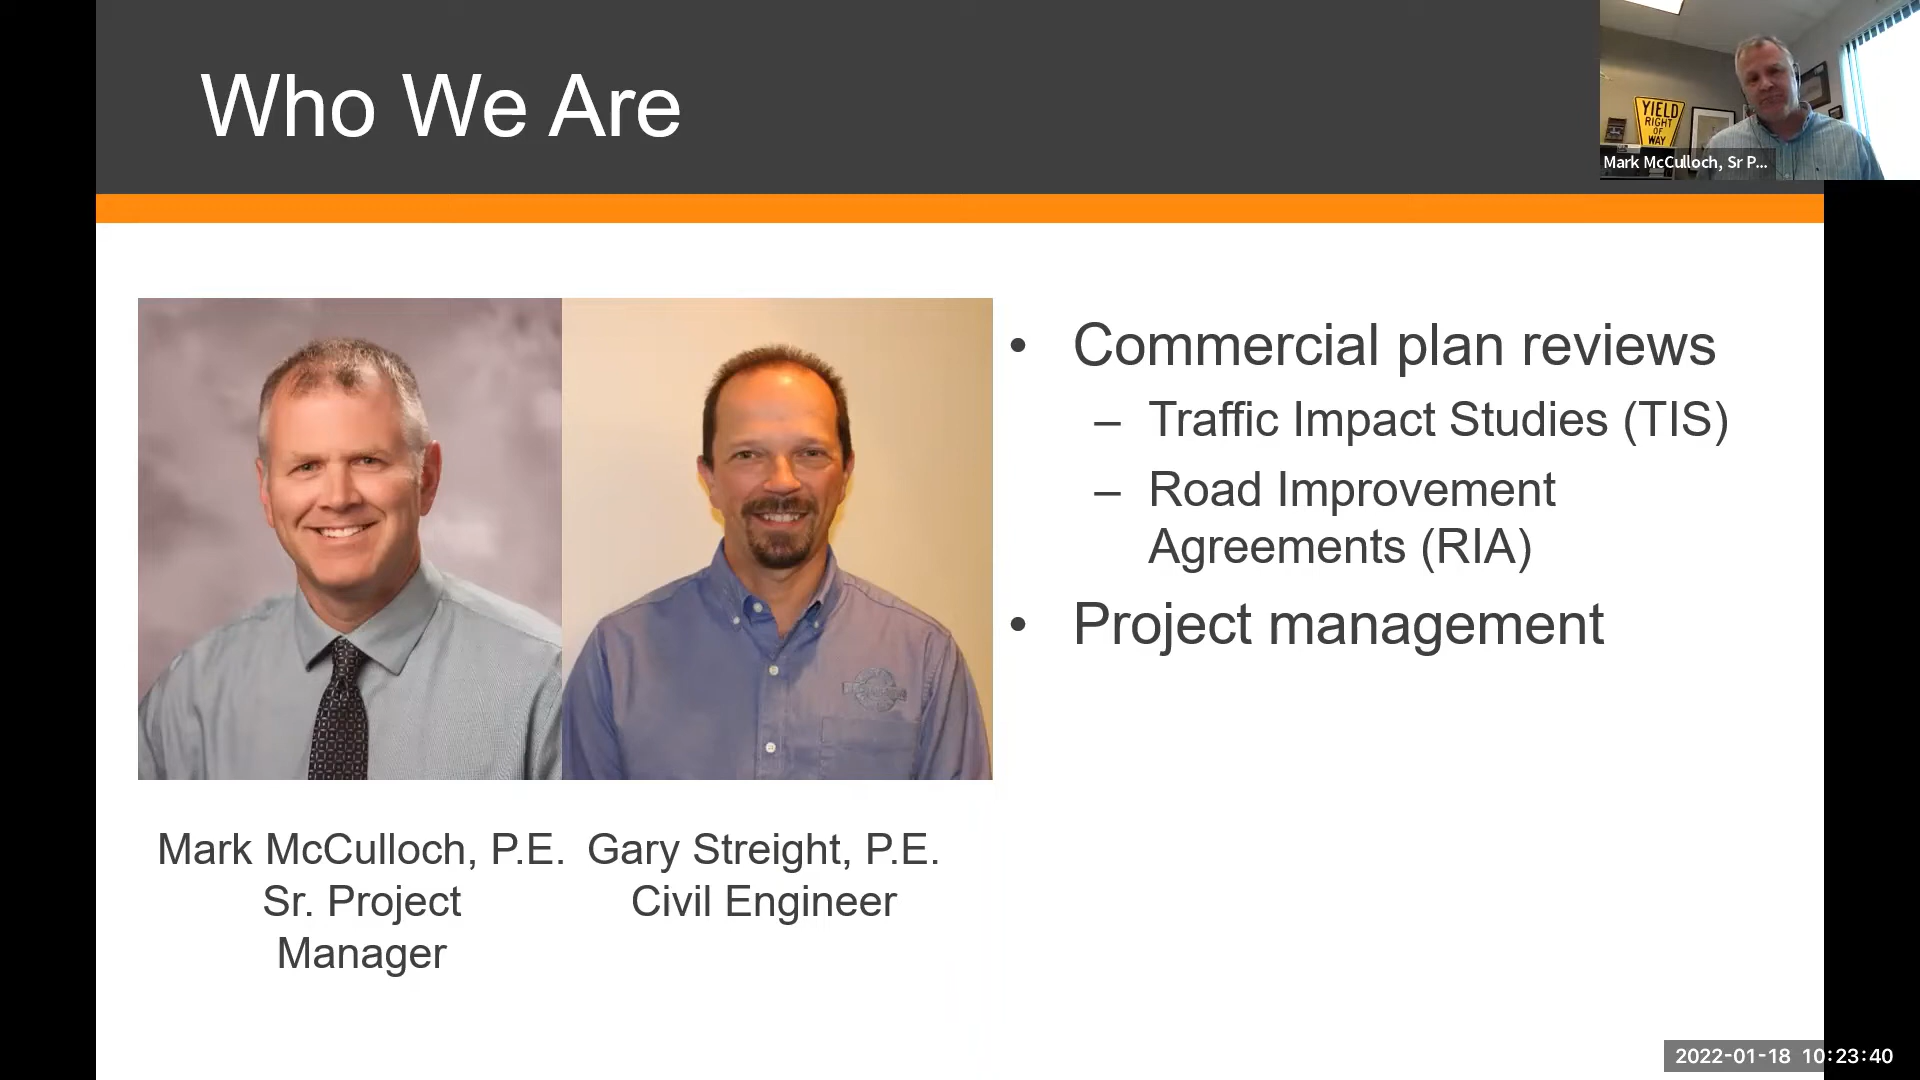 Who We Are
YIELD
RIGHT
OF
WAY
Mark McCulloch, Sr P...
• Commercial plan reviews
– Traffic Impact Studies (TIS)
– Road Improvement
Agreements (RIA)
• Project management
Mark McCulloch, P.E.
Sr. Project
Manager
Gary Streight, P.E.
Civil Engineer
2022-01-18 10:23:40